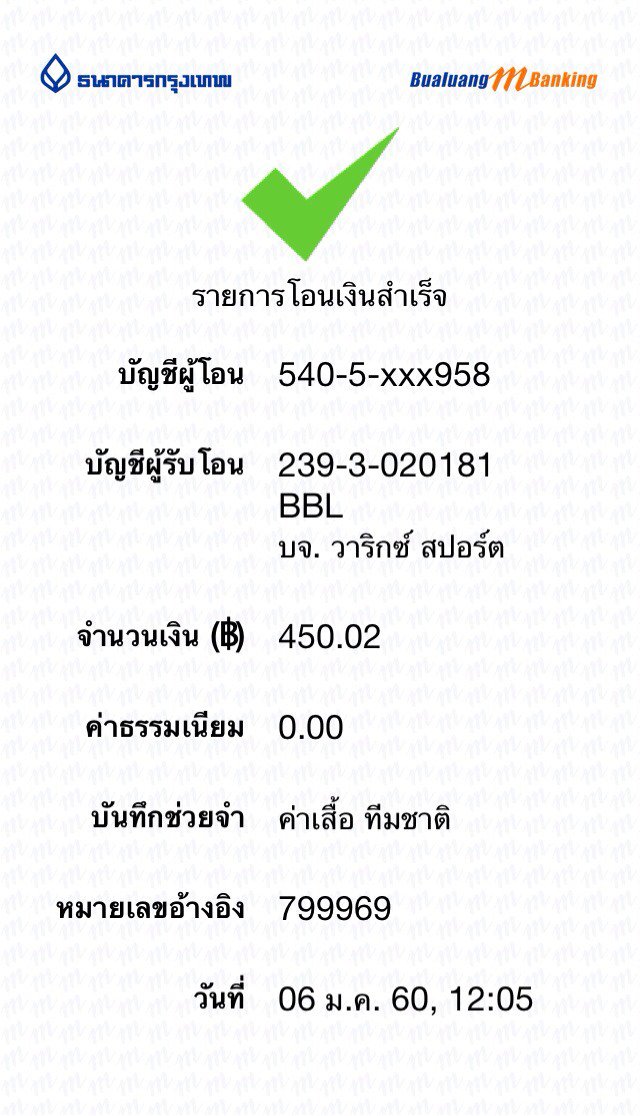 ธนาคารกรุงเทพ Bualuang mBanking
รายการโอนเงินสำเร็จ
บัญชีผู้โอน 540-5-xxx958
บัญชีผู้รับโอน 239-3-020181
BBL
บจ. วาริกซ์ สปอร์ต
จำนวนเงิน (฿) 450.02
ค่าธรรมเนียม 0.00
บันทึกช่วยจำ ค่าเสื้อ ทีมชาติ
หมายเลขอ้างอิง 799969
วันที่ 06 ม.ค. 60, 12:05